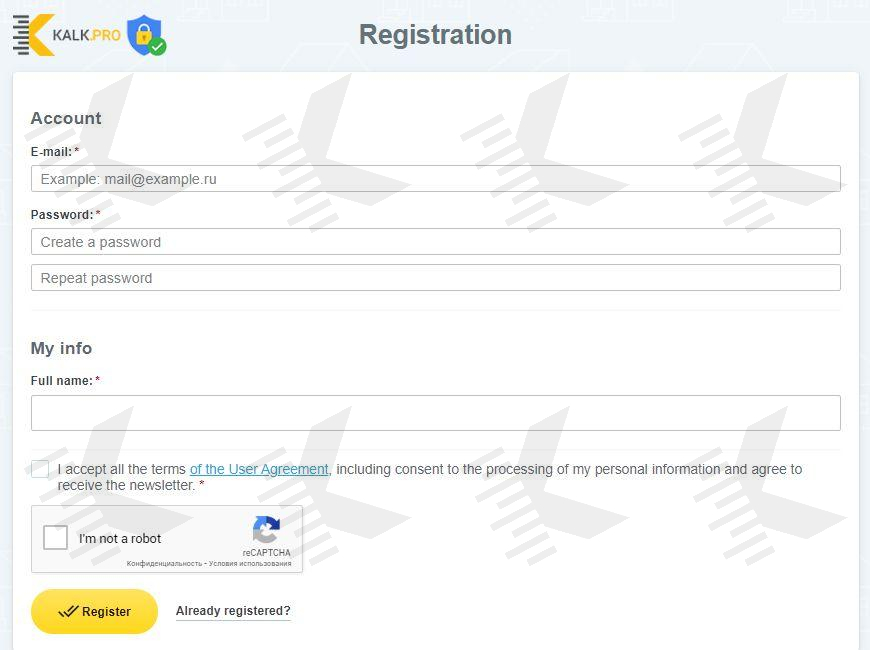 KALK.PRO
Registration
Account
E-mail: *
Example: mail@example.ru
Password: *
Create a password
Repeat password
My info
Full name: *
I accept all the terms of the User Agreement, including consent to the processing of my personal information and agree to
receive the newsletter. *
I'm not a robot
reCAPTCHA
Конфиденциальность - Условия использования
Register
Already registered?